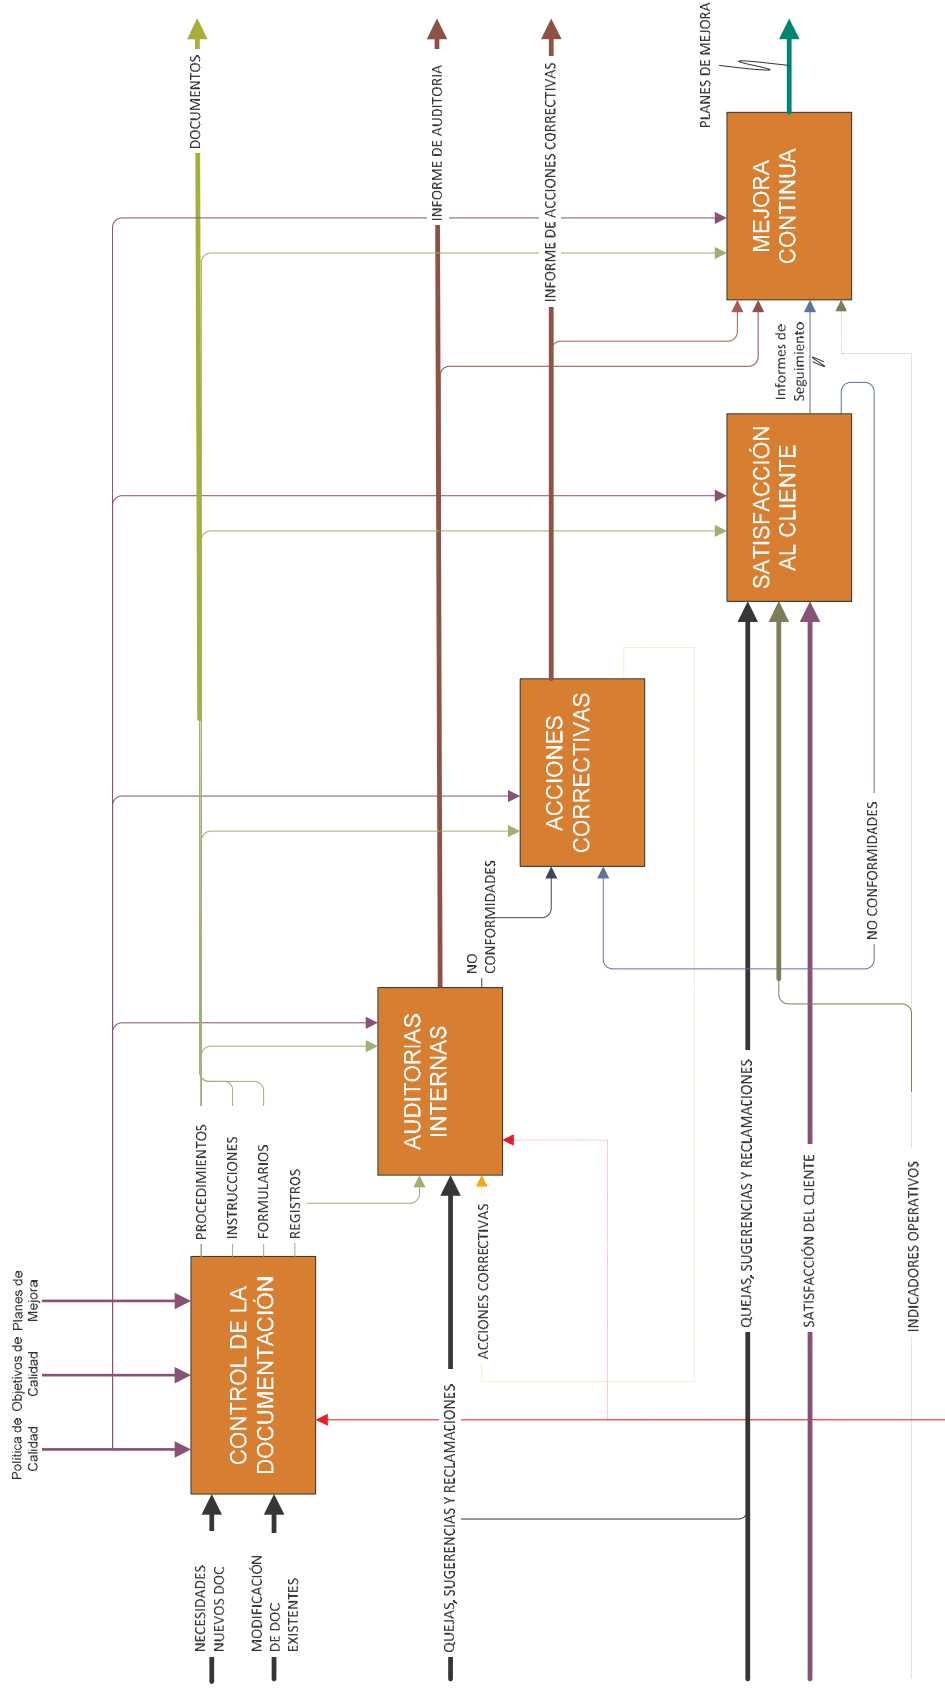 Política de
Calidad
Objetivos de
Calidad
Planes de
Mejora
NECESIDADES
NUEVOS DOC
MODIFICACIÓN
DE DOC
EXISTENTES
CONTROL DE LA
DOCUMENTACIÓN
PROCEDIMIENTOS
INSTRUCCIONES
FORMULARIOS
REGISTROS
DOCUMENTOS
QUEJAS, SUGERENCIAS Y RECLAMACIONES
ACCIONES CORRECTIVAS
AUDITORIAS
INTERNAS
INFORME DE AUDITORIA
NO
CONFORMIDADES
ACCIONES
CORRECTIVAS
INFORME DE ACCIONES CORRECTIVAS
QUEJAS, SUGERENCIAS Y RECLAMACIONES
SATISFACCIÓN DEL CLIENTE
INDICADORES OPERATIVOS
NO CONFORMIDADES
SATISFACCIÓN
AL CLIENTE
Informes de
Seguimiento
MEJORA
CONTINUA
PLANES DE MEJORA